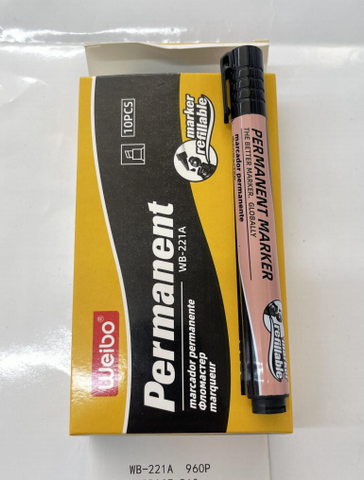 10PCS
marker
refillable
Permanent
WB-221A
marcador permanente
Фломастер
marqueur
Weibo
PERMANENT MARKER
THE BETTER MARKER, GLOBALLY
marcador permanente
marker
refillable
WB-221A 960P